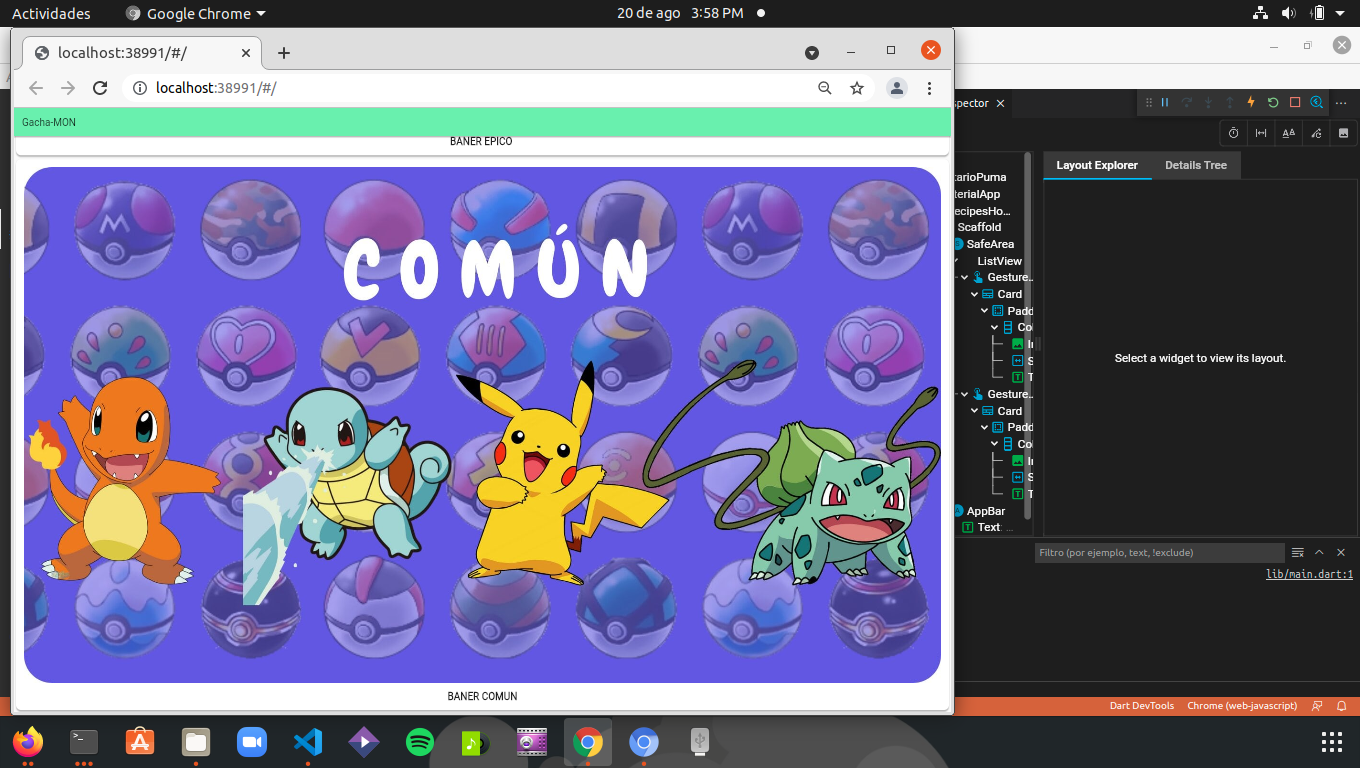 Actividades
Google Chrome
20 de ago 3:58 PM
localhost:38991/#/
localhost:38991/#/
Gacha-MON
BANER EPICO
COMÚN
BANER COMUN
spector
Layout Explorer
Details Tree
tarioPuma
terialApp
ecipesHo...
Scaffold
SafeArea
ListView
Gesture...
Card
Padd
Co
I
S
T
Gesture...
Card
Padd
Co
I
S
T
AppBar
Text: ...
Select a widget to view its layout.
Filtro (por ejemplo, text, !exclude)
lib/main.dart:1
Dart DevTools
Chrome (web-javascript)